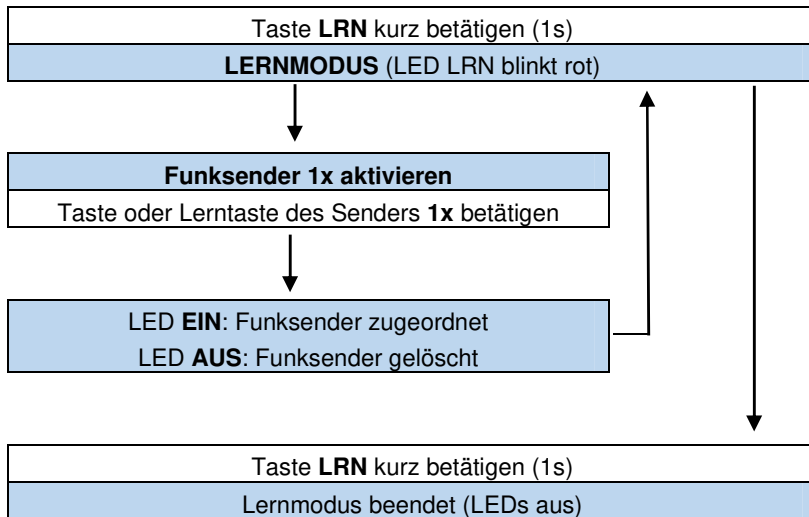 Taste LRN kurz betätigen (1s)
LERNMODUS (LED LRN blinkt rot)
Funksender 1x aktivieren
Taste oder Lerntaste des Senders 1x betätigen
LED EIN: Funksender zugeordnet
LED AUS: Funksender gelöscht
Taste LRN kurz betätigen (1s)
Lernmodus beendet (LEDs aus)